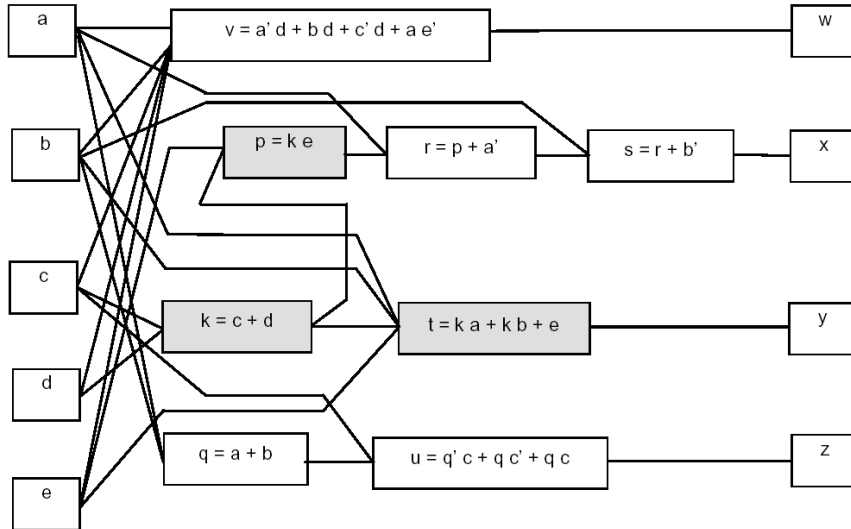 a
v = a' d + b d + c' d + a e'
w
b
p = k e
r = p + a'
s = r + b'
x
c
k = c + d
t = k a + k b + e
y
d
q = a + b
u = q' c + q c' + q c
z
e